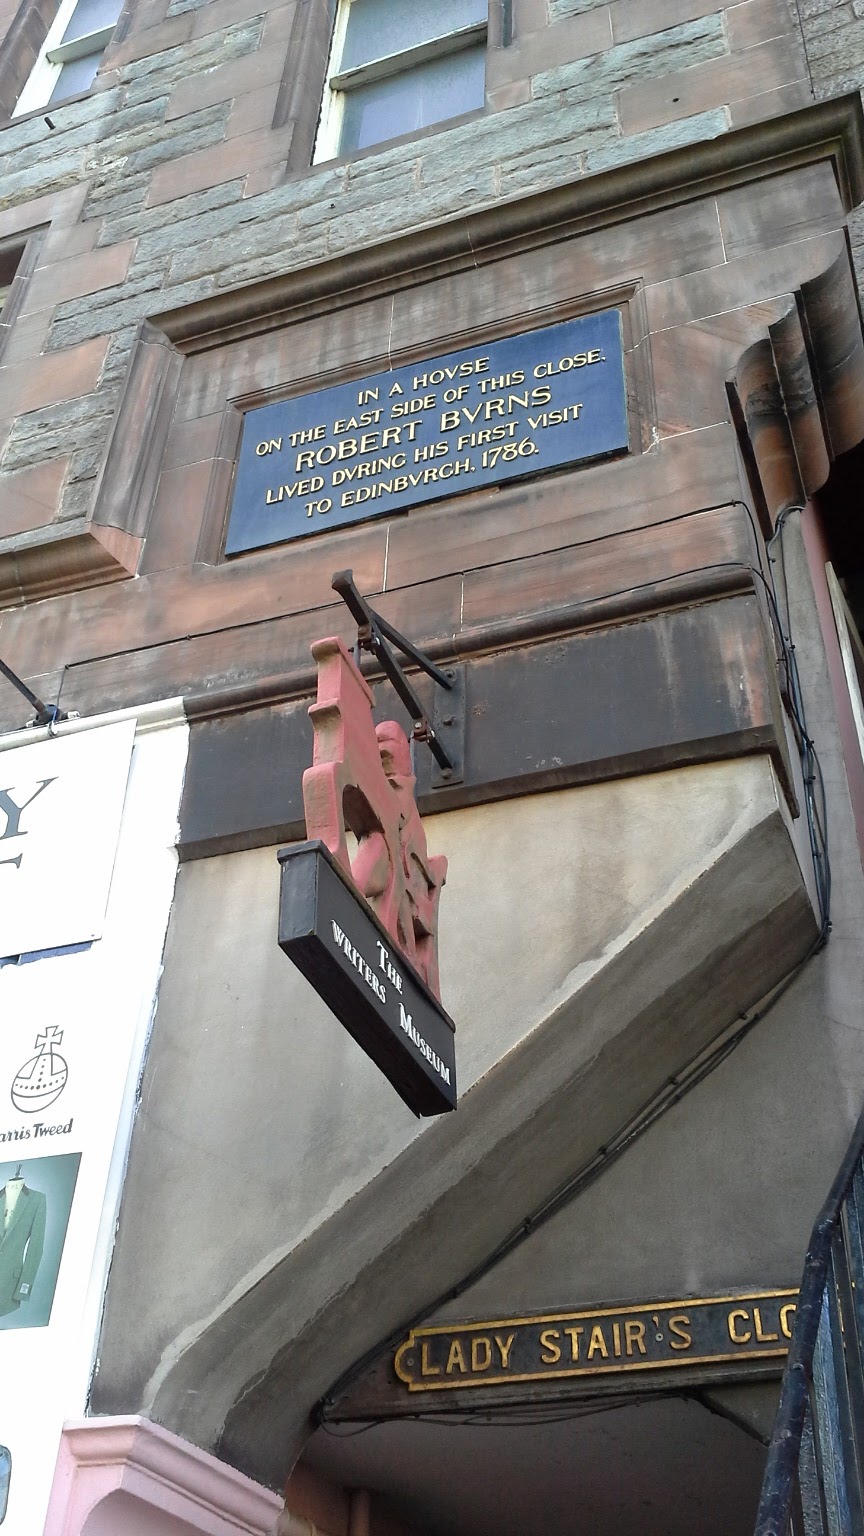 IN A HOVSE
ON THE EAST SIDE OF THIS CLOSE,
ROBERT BVRNS
LIVED DVRING HIS FIRST VISIT
TO EDINBVRGH, 1786.
THE
WRITERS MUSEUM
Y
arris Tweed
LADY STAIR'S CLO